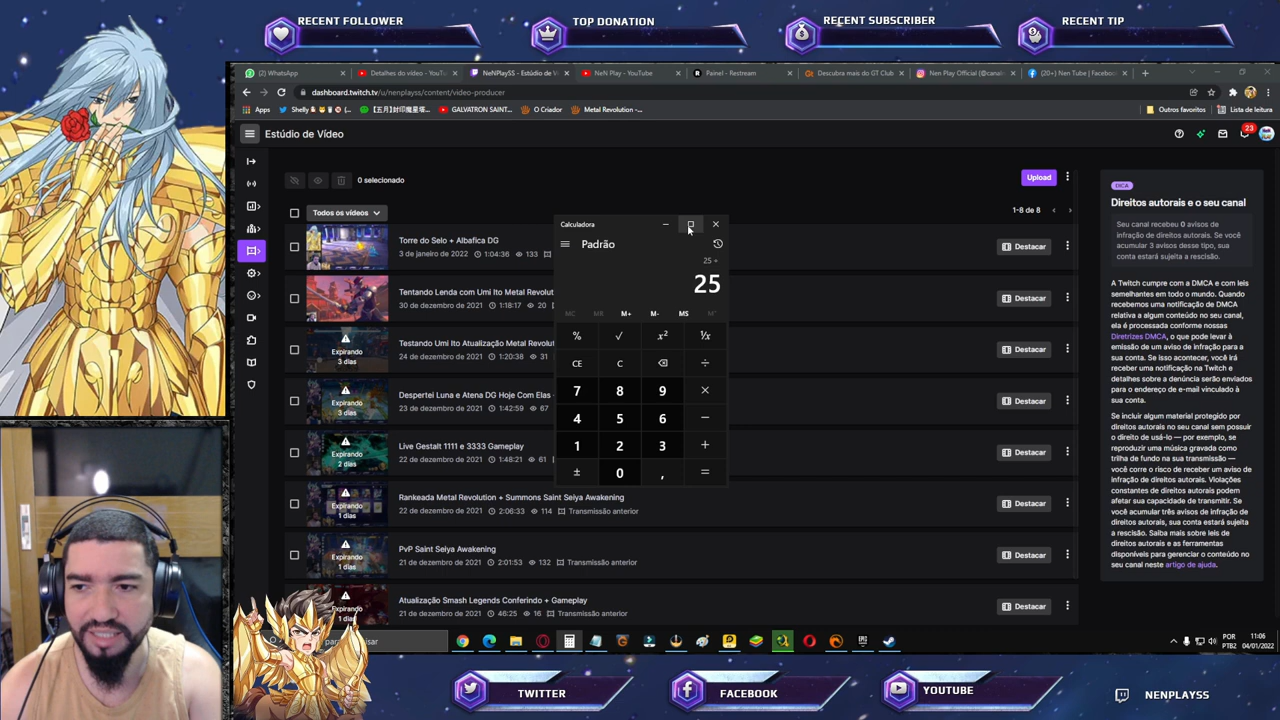 RECENT FOLLOWER
TOP DONATION
RECENT SUBSCRIBER
RECENT TIP
(2) WhatsApp
Detalhes do vídeo - YouTu
NeNPlaySS - Estúdio de V
NeN Play - YouTube
Painel - Restream
Descubra mais do GT Club
Nen Play Official (@canal
(20+) Nen Tube | Facebook
dashboard.twitch.tv/u/nenplayss/content/video-producer
Apps
GALVATRON SAINT...
O Criador
Metal Revolution -...
Outros favoritos
Lista de leitura
Estúdio de Vídeo
23
0 selecionado
Upload
Todos os vídeos
1-8 de 8
Torre do Selo + Albafica DG
3 de janeiro de 2022 1:04:36 133
Destacar
Tentando Lenda com Umi Ito Metal Revolut
30 de dezembro de 2021 1:18:17 20
Destacar
Expirando
3 dias
Testando Umi Ito Atualização Metal Revolut
24 de dezembro de 2021 1:20:38 31
Destacar
Expirando
3 dias
Despertei Luna e Atena DG Hoje Com Elas -
23 de dezembro de 2021 1:42:59 67
Destacar
Expirando
2 dias
Live Gestalt 1111 e 3333 Gameplay
22 de dezembro de 2021 1:48:21 61
Destacar
Expirando
1 dias
Rankeada Metal Revolution + Summons Saint Seiya Awakening
22 de dezembro de 2021 2:06:33 114 Transmissão anterior
Destacar
Expirando
1 dias
PvP Saint Seiya Awakening
21 de dezembro de 2021 2:01:53 132 Transmissão anterior
Destacar
Expirando
1 dias
Atualização Smash Legends Conferindo + Gameplay
21 de dezembro de 2021 46:25 16 Transmissão anterior
Destacar
Calculadora
Padrão
25 +
25
MC MR M+ M- MS M˅
% √ x² ¹/x
CE C ÷
7 8 9 ×
4 5 6 −
1 2 3 +
± 0 , =
DICA
Direitos autorais e o seu canal
Seu canal recebeu 0 avisos
de infração de direitos autorais. Se você
acumular 3 avisos desse tipo, sua
conta estará sujeita a rescisão.
A Twitch cumpre com a DMCA e com leis
semelhantes em todo o mundo. Quando
recebemos uma notificação de DMCA
relativa a algum conteúdo no seu canal,
ela é processada conforme nossas
Diretrizes DMCA, o que pode levar à
emissão de um aviso de infração para a
sua conta. Se isso acontecer, você irá
receber uma notificação na Twitch e
detalhes sobre a denúncia serão enviados
para o endereço de e-mail vinculado à
sua conta.
Se incluir algum material protegido por
direitos autorais no seu canal sem possuir
o direito de usá-lo — por exemplo, se
reproduzir uma música gravada como
trilha de fundo na sua transmissão —
você corre o risco de receber um aviso de
infração de direitos autorais. Violações
constantes de direitos autorais podem
afetar sua capacidade de transmitir. Se
você acumular três avisos de infração de
direitos autorais, sua conta estará sujeita
a rescisão. Saiba mais sobre leis de
direitos autorais e as ferramentas
disponíveis para gerenciar o conteúdo no
seu canal neste artigo de ajuda.
POR
PTB2
11:06
04/01/2022
TWITTER
FACEBOOK
YOUTUBE
NENPLAYSS